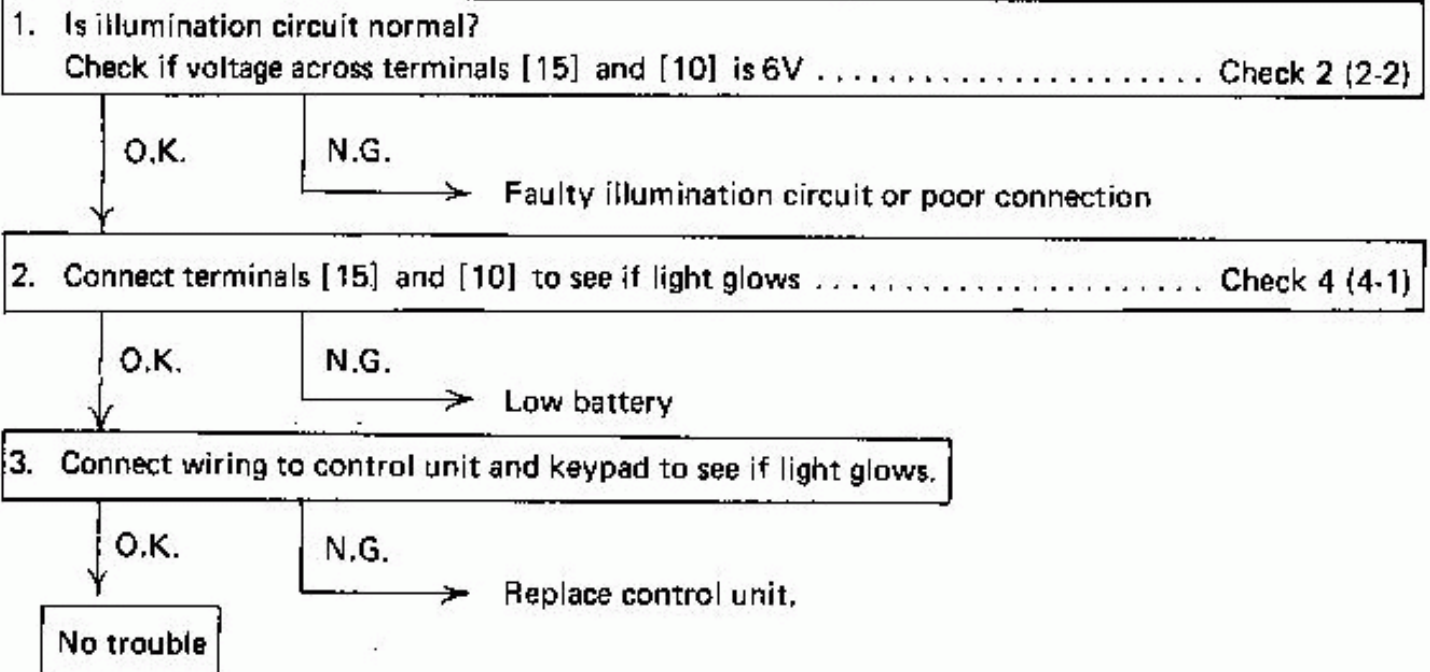 1. Is illumination circuit normal?
Check if voltage across terminals [15] and [10] is 6V ........................ Check 2 (2-2)
O.K.
N.G.
Faulty illumination circuit or poor connection
2. Connect terminals [15] and [10] to see if light glows ........................ Check 4 (4-1)
O.K.
N.G.
Low battery
3. Connect wiring to control unit and keypad to see if light glows.
O.K.
N.G.
Replace control unit.
No trouble